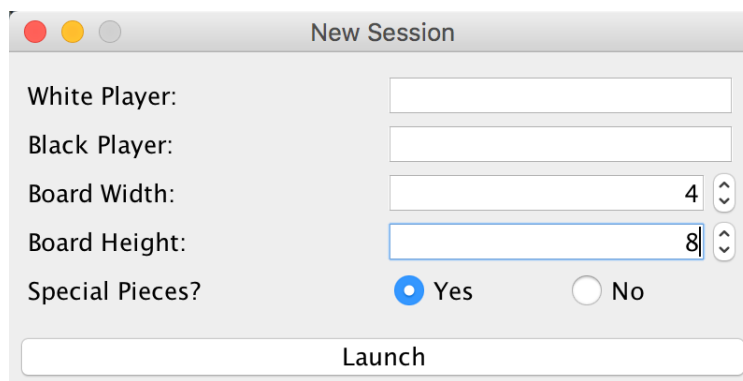 New Session
White Player:
Black Player:
Board Width: 4
Board Height: 8
Special Pieces? Yes No
Launch